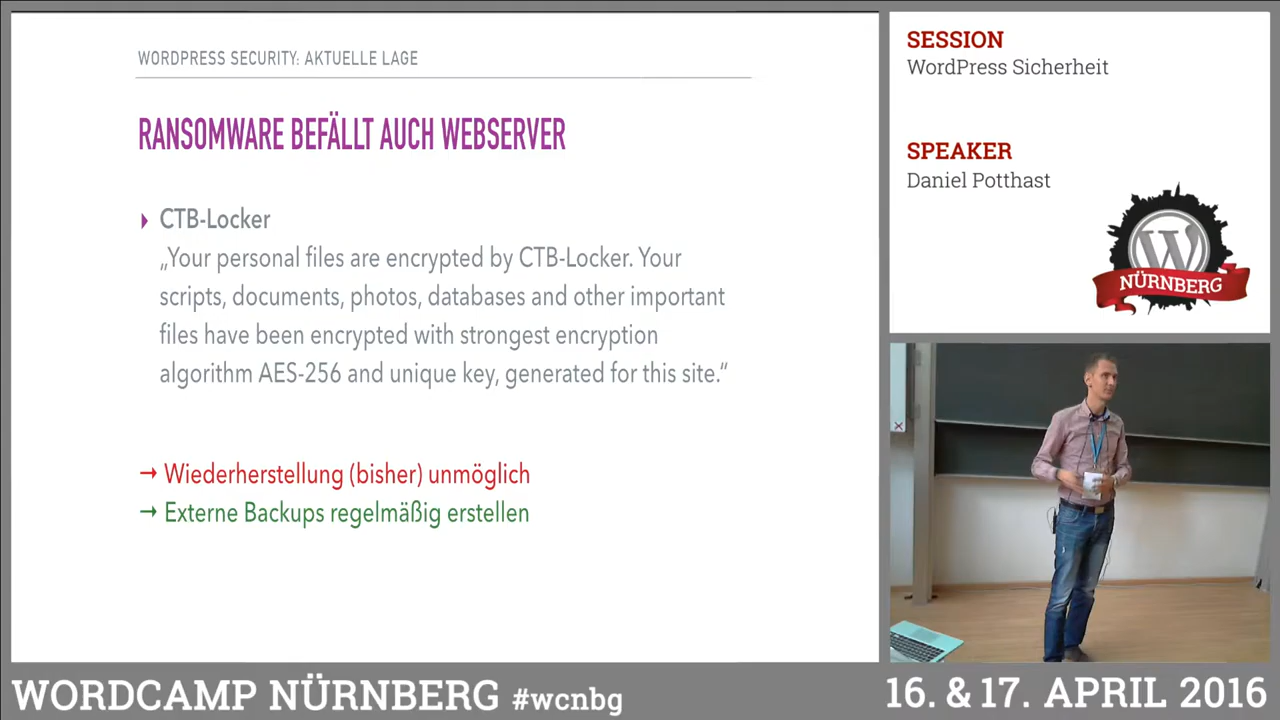 WORDPRESS SECURITY: AKTUELLE LAGE
RANSOMWARE BEFÄLLT AUCH WEBSERVER
CTB-Locker
„Your personal files are encrypted by CTB-Locker. Your
scripts, documents, photos, databases and other important
files have been encrypted with strongest encryption
algorithm AES-256 and unique key, generated for this site.“
→ Wiederherstellung (bisher) unmöglich
→ Externe Backups regelmäßig erstellen
SESSION
WordPress Sicherheit
SPEAKER
Daniel Potthast
W
NÜRNBERG
WORDCAMP NÜRNBERG #wcnbg
16. & 17. APRIL 2016